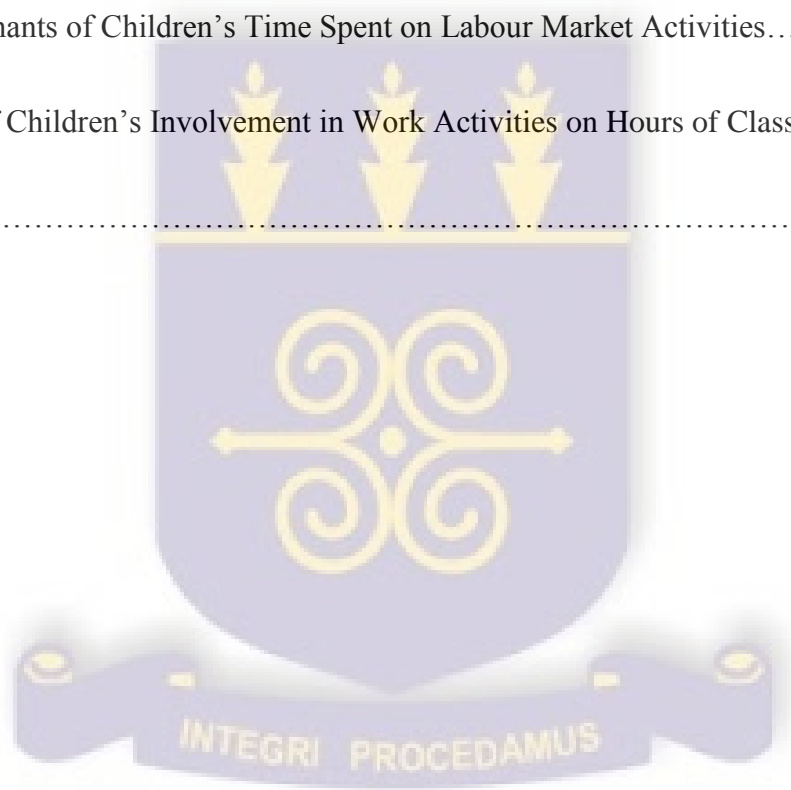 nants of Children’s Time Spent on Labour Market Activities…
Children’s Involvement in Work Activities on Hours of Class
………………………………………………………………………
INTEGRI PROCEDAMUS